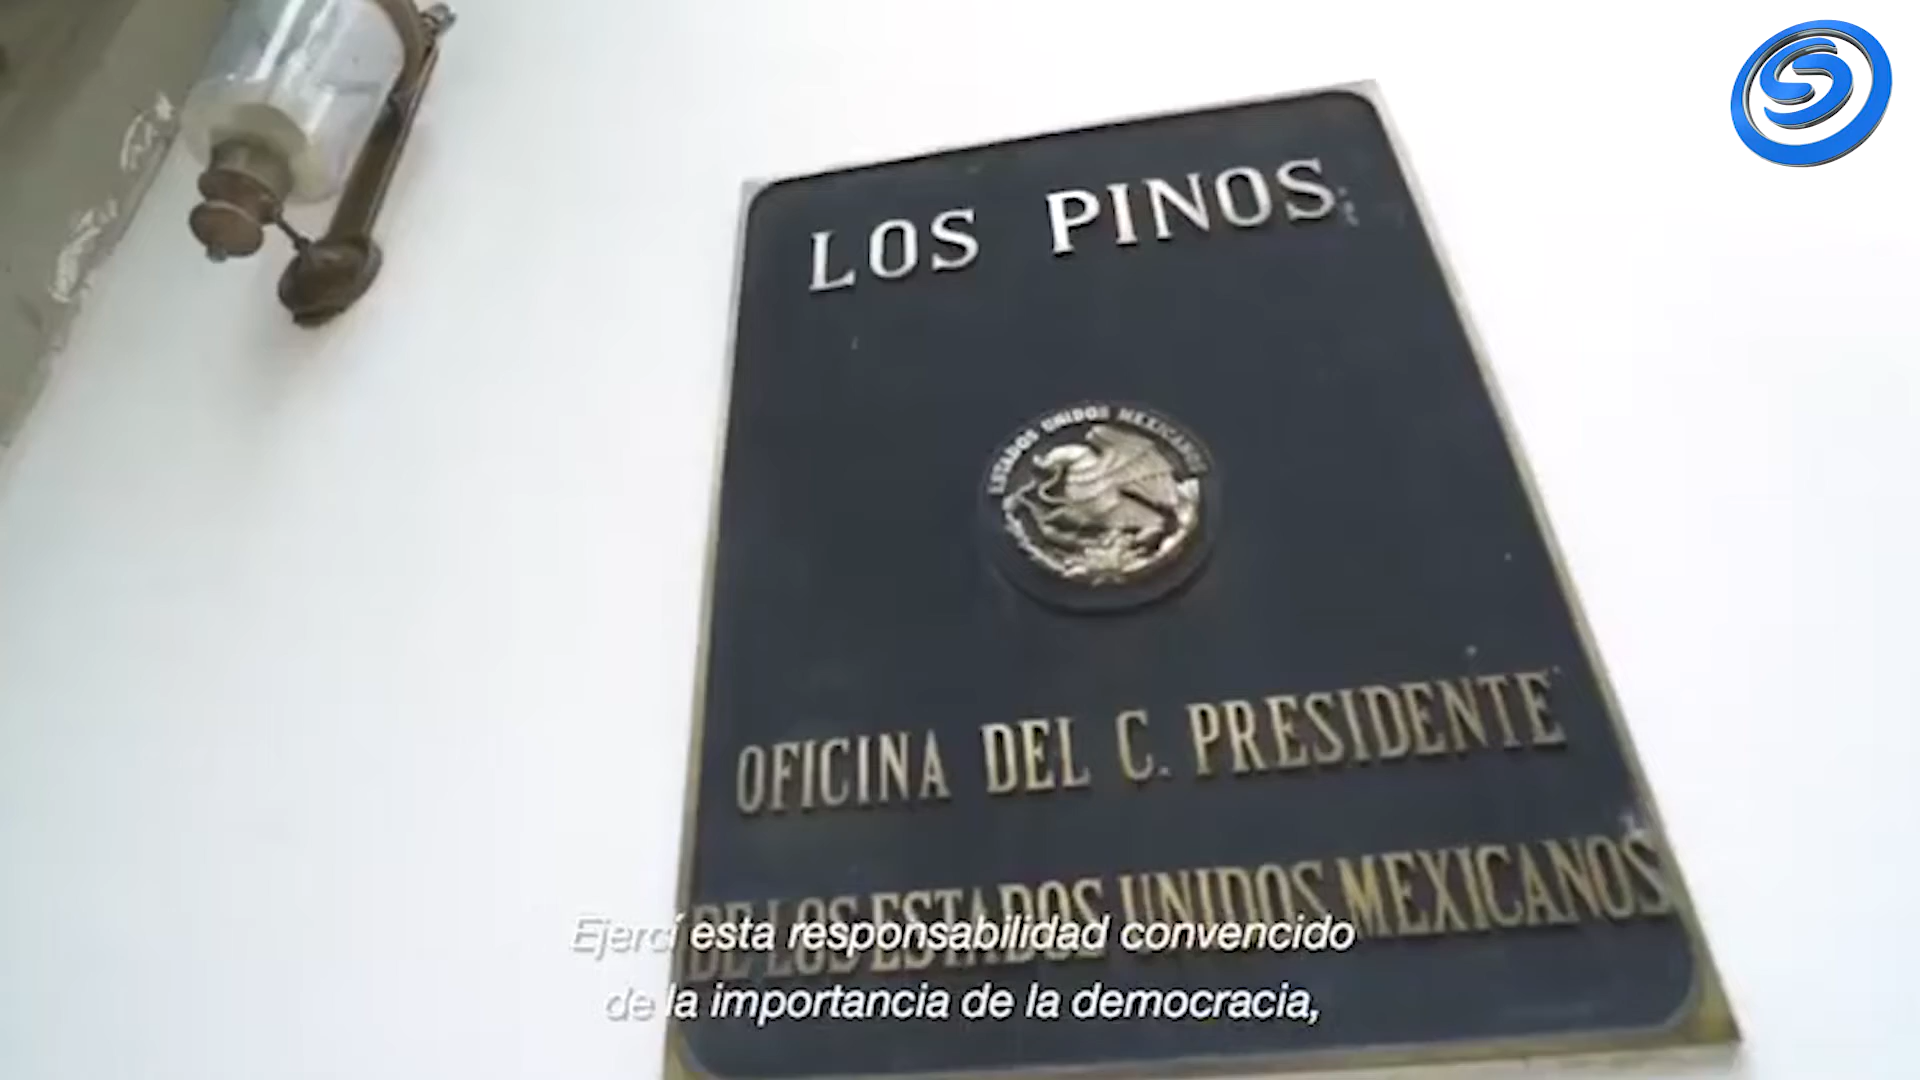 LOS PINOS
ESTADOS UNIDOS MEXICANOS
OFICINA DEL C. PRESIDENTE
DE LOS ESTADOS UNIDOS MEXICANOS
Ejercí esta responsabilidad convencido
de la importancia de la democracia,